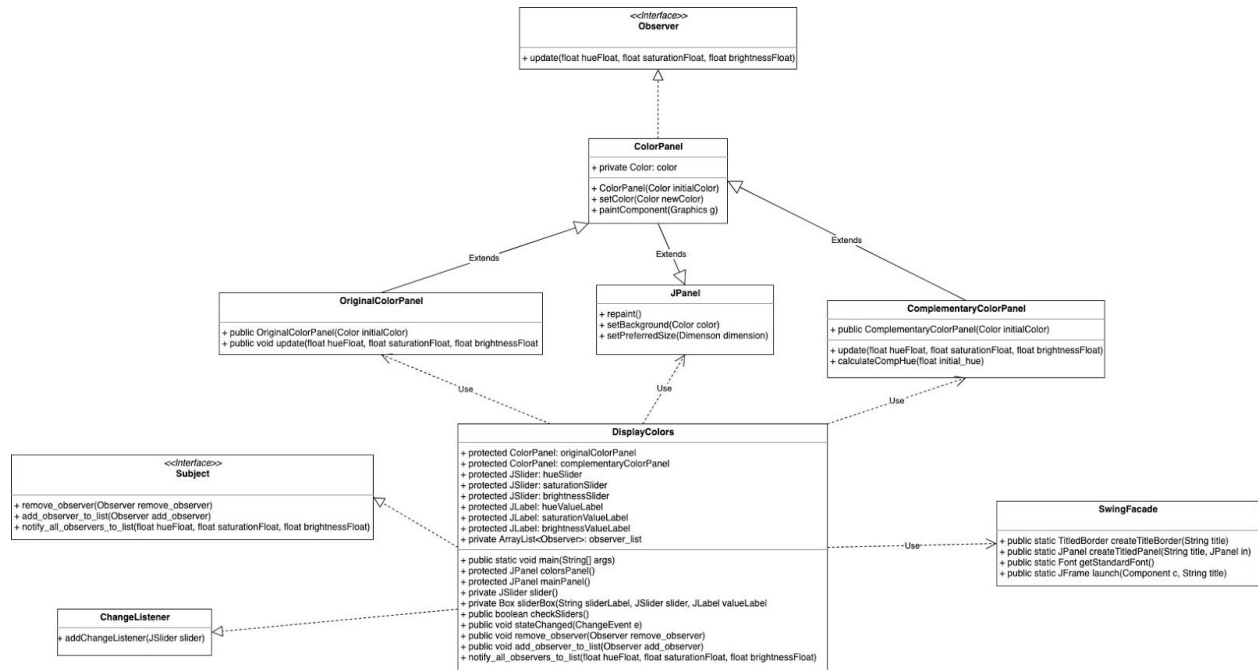 <<Interface>>
Observer
+ update(float hueFloat, float saturationFloat, float brightnessFloat)
ColorPanel
+ private Color: color
+ ColorPanel(Color initialColor)
+ setColor(Color newColor)
+ paintComponent(Graphics g)
Extends
Extends
Extends
OriginalColorPanel
+ public OriginalColorPanel(Color initialColor)
+ public void update(float hueFloat, float saturationFloat, float brightnessFloat
JPanel
+ repaint()
+ setBackground(Color color)
+ setPreferredSize(Dimenson dimension)
ComplementaryColorPanel
+ public ComplementaryColorPanel(Color initialColor)
+ update(float hueFloat, float saturationFloat, float brightnessFloat)
+ calculateCompHue(float initial_hue)
Use
Use
Use
DisplayColors
+ protected ColorPanel: originalColorPanel
+ protected ColorPanel: complementaryColorPanel
+ protected JSlider: hueSlider
+ protected JSlider: saturationSlider
+ protected JSlider: brightnessSlider
+ protected JLabel: hueValueLabel
+ protected JLabel: saturationValueLabel
+ protected JLabel: brightnessValueLabel
+ private ArrayList<Observer>: observer_list
+ public static void main(String[] args)
+ protected JPanel colorsPanel()
+ protected JPanel mainPanel()
+ private JSlider slider()
+ private Box sliderBox(String sliderLabel, JSlider slider, JLabel valueLabel
+ public boolean checkSliders()
+ public void stateChanged(ChangeEvent e)
+ public void remove_observer(Observer remove_observer)
+ public void add_observer_to_list(Observer add_observer)
+ notify_all_observers_to_list(float hueFloat, float saturationFloat, float brightnessFloat)
<<Interface>>
Subject
+ remove_observer(Observer remove_observer)
+ add_observer_to_list(Observer add_observer)
+ notify_all_observers_to_list(float hueFloat, float saturationFloat, float brightnessFloat)
ChangeListener
+ addChangeListener(JSlider slider)
Use
SwingFacade
+ public static TitledBorder createTitleBorder(String title)
+ public static JPanel createTitledPanel(String title, JPanel in)
+ public static Font getStandardFont()
+ public static JFrame launch(Component c, String title)